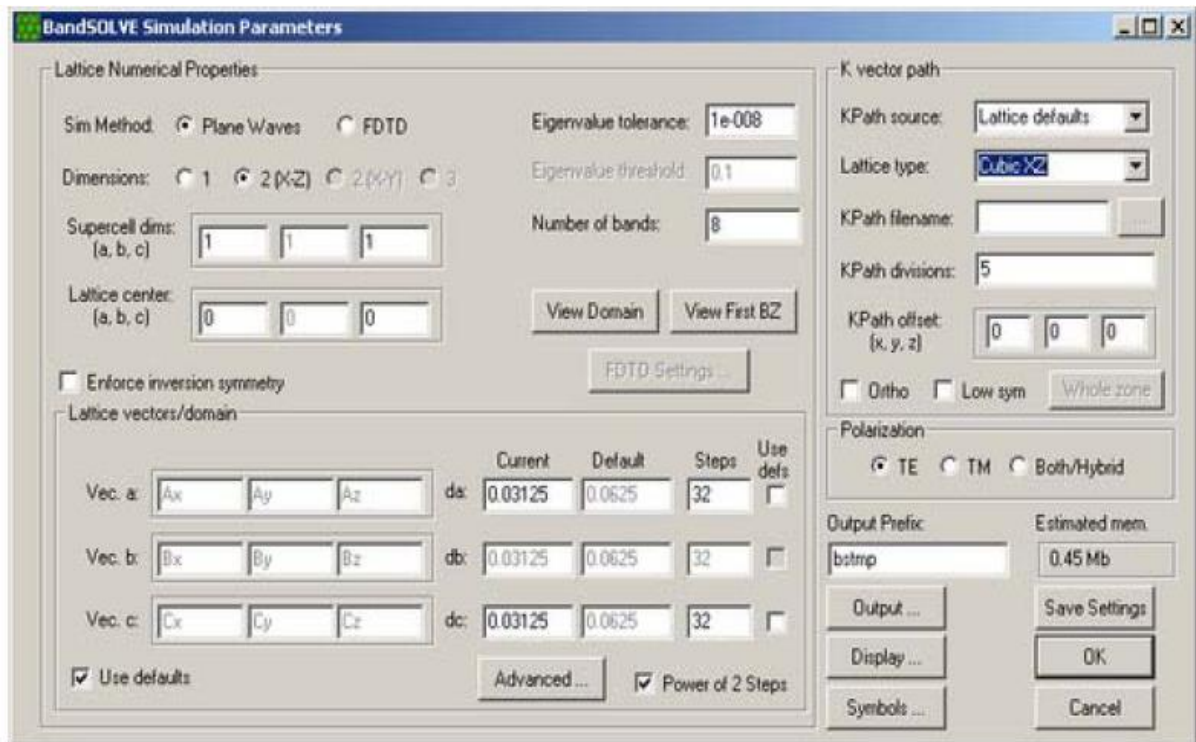 BandSOLVE Simulation Parameters
Lattice Numerical Properties
Sim Method: Plane Waves FDTD
Dimensions: 1 2 (X-Z) 2 (X-Y) 3
Supercell dims:
(a, b, c)
1 1 1
Lattice center:
(a, b, c)
0 0 0
Enforce inversion symmetry
Eigenvalue tolerance: 1e-008
Eigenvalue threshold: 0.1
Number of bands: 8
View Domain View First BZ
FDTD Settings ...
Lattice vectors/domain
Current Default Steps Use
defs
Vec. a: Ax Ay Az da: 0.03125 0.0625 32
Vec. b: Bx By Bz db: 0.03125 0.0625 32
Vec. c: Cx Cy Cz dc: 0.03125 0.0625 32
Use defaults Advanced ... Power of 2 Steps
K vector path
KPath source: Lattice defaults
Lattice type: Cubic XZ
KPath filename: ...
KPath divisions: 5
KPath offset:
(x, y, z)
0 0 0
Ortho Low sym Whole zone
Polarization
TE TM Both/Hybrid
Output Prefix: Estimated mem.
bstmp 0.45 Mb
Output ... Save Settings
Display ... OK
Symbols ... Cancel